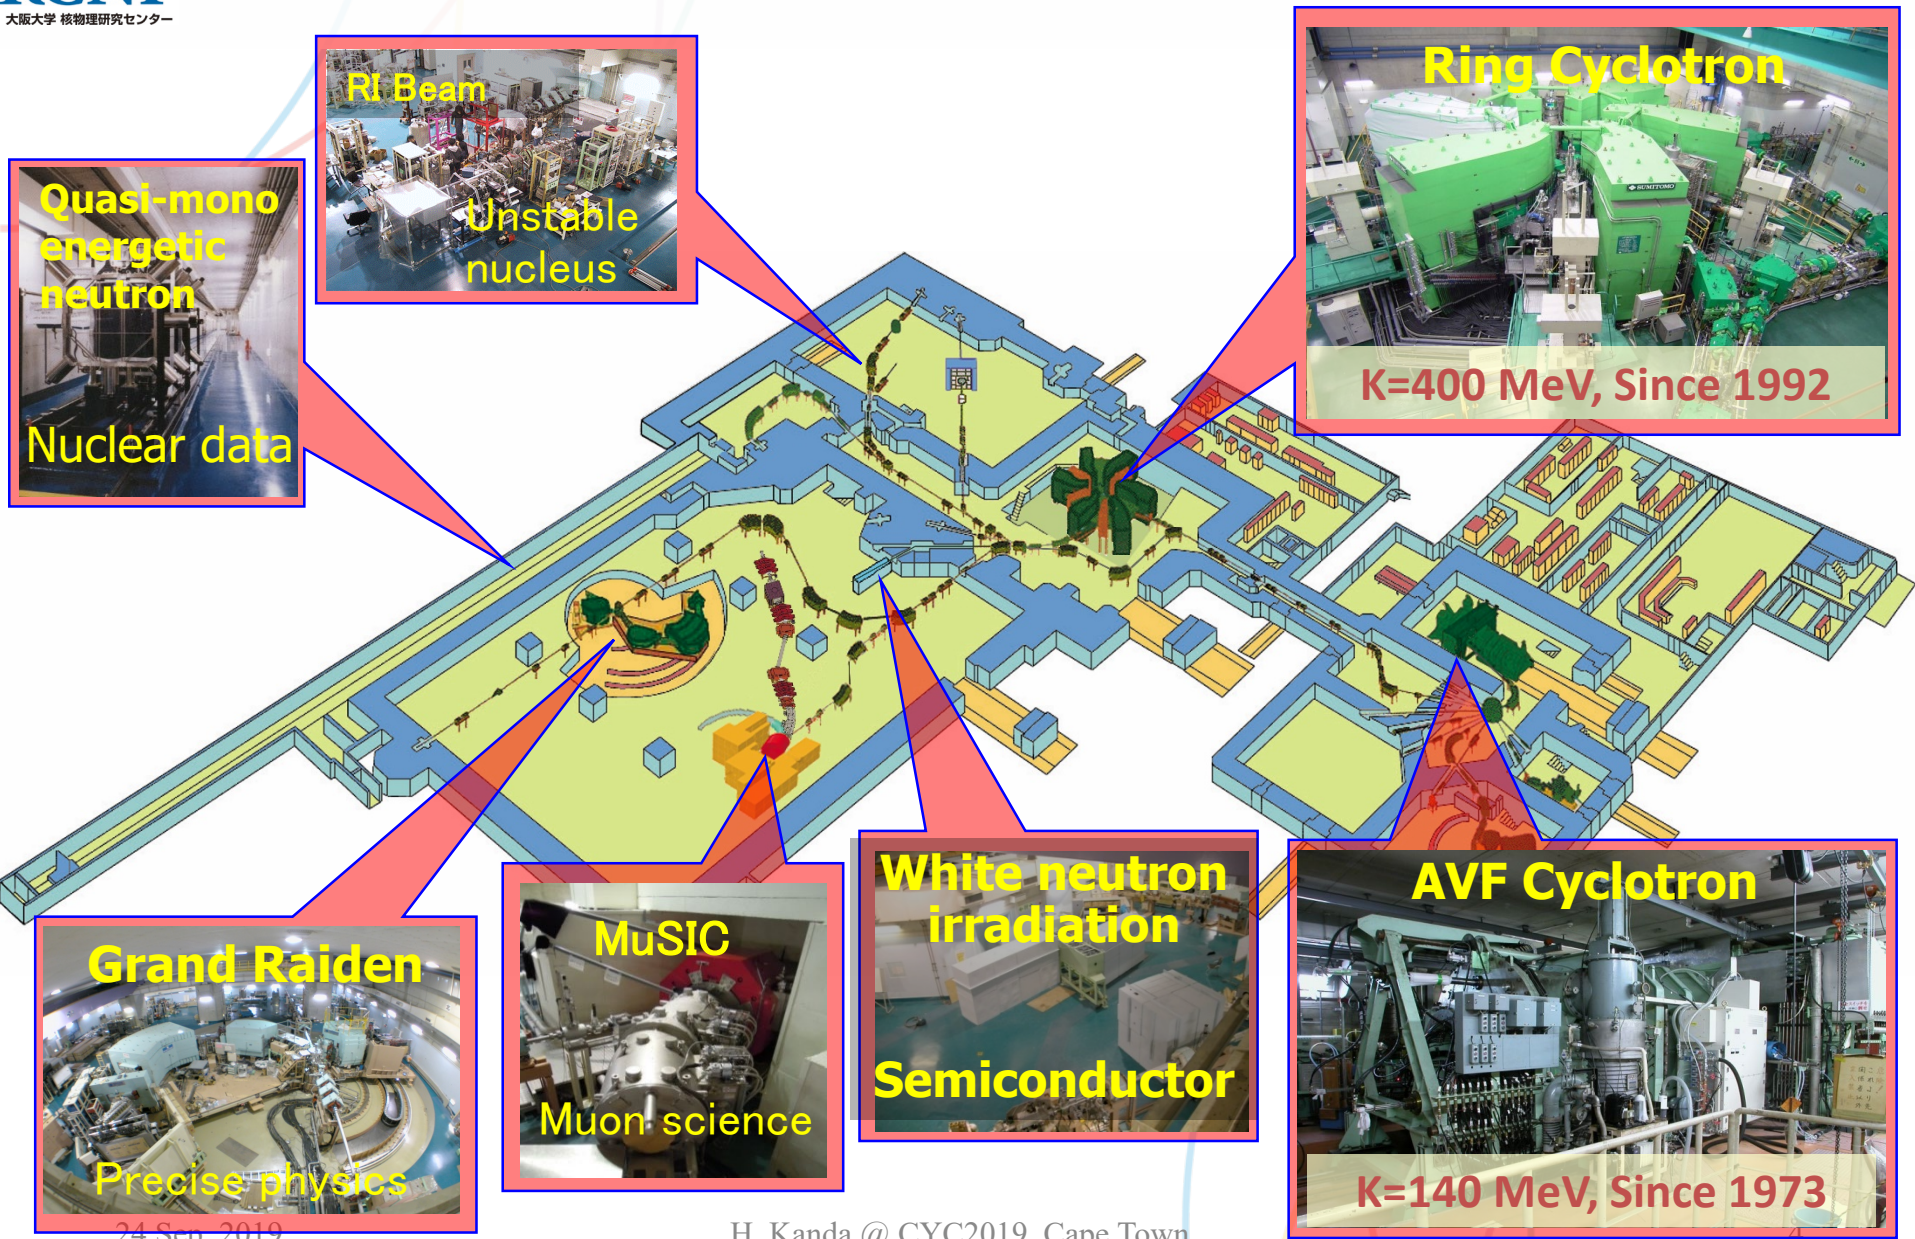 大阪大学 核物理研究センター
RI Beam
Unstable
nucleus
Ring Cyclotron
SUMITOMO
K=400 MeV, Since 1992
Quasi-mono
energetic
neutron
Nuclear data
Grand Raiden
Precise physics
MuSIC
Muon science
White neutron
irradiation
Semiconductor
AVF Cyclotron
K=140 MeV, Since 1973
24 Sep. 2019
H. Kanda @ CYC2019, Cape Town
4